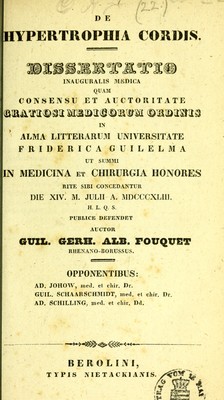 (22.)
DE
HYPERTROPHIA CORDIS.
DISSERTATIO
INAUGURALIS MEDICA
QUAM
CONSENSU ET AUCTORITATE
GRATIOSI MEDICORUM ORDINIS
IN
ALMA LITTERARUM UNIVERSITATE
FRIDERICA GUILELMA
UT SUMMI
IN MEDICINA ET CHIRURGIA HONORES
RITE SIBI CONCEDANTUR
DIE XIV. M. JULII A. MDCCCXLIII.
H. L. Q. S.
PUBLICE DEFENDET
AUCTOR
GUIL. GERH. ALB. FOUQUET
RHENANO-BORUSSUS.
OPPONENTIBUS:
AD. JOHOW, med. et chir. Dr.
GUIL. SCHAARSCHMIDT, med. et chir. Dr.
AD. SCHILLING, med. et chir. Dd.
BEROLINI,
TYPIS NIETACKIANIS.